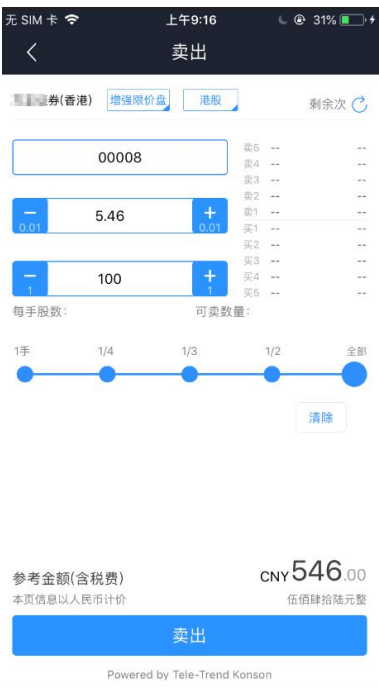 无 SIM 卡 上午9:16 31%
卖出
券(香港) 增强限价盘 港股 剩余次
00008
卖5 -- --
卖4 -- --
卖3 -- --
卖2 -- --
卖1 -- --
− 0.01 5.46 + 0.01
买1 -- --
买2 -- --
买3 -- --
买4 -- --
买5 -- --
− 1 100 + 1
每手股数: 可卖数量:
1手 1/4 1/3 1/2 全部
清除
参考金额(含税费) CNY546.00
本页信息以人民币计价 伍佰肆拾陆元整
卖出
Powered by Tele-Trend Konson